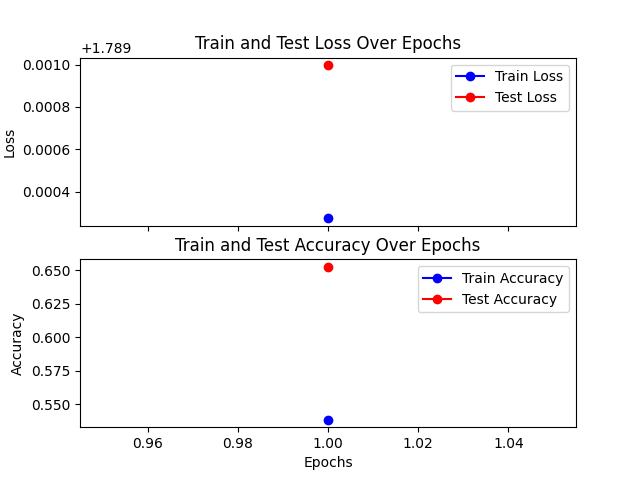 Train and Test Loss Over Epochs
+1.789
0.0010
0.0008
0.0006
0.0004
Loss
Train Loss
Test Loss
Train and Test Accuracy Over Epochs
0.650
0.625
0.600
0.575
0.550
Accuracy
Train Accuracy
Test Accuracy
0.96
0.98
1.00
1.02
1.04
Epochs